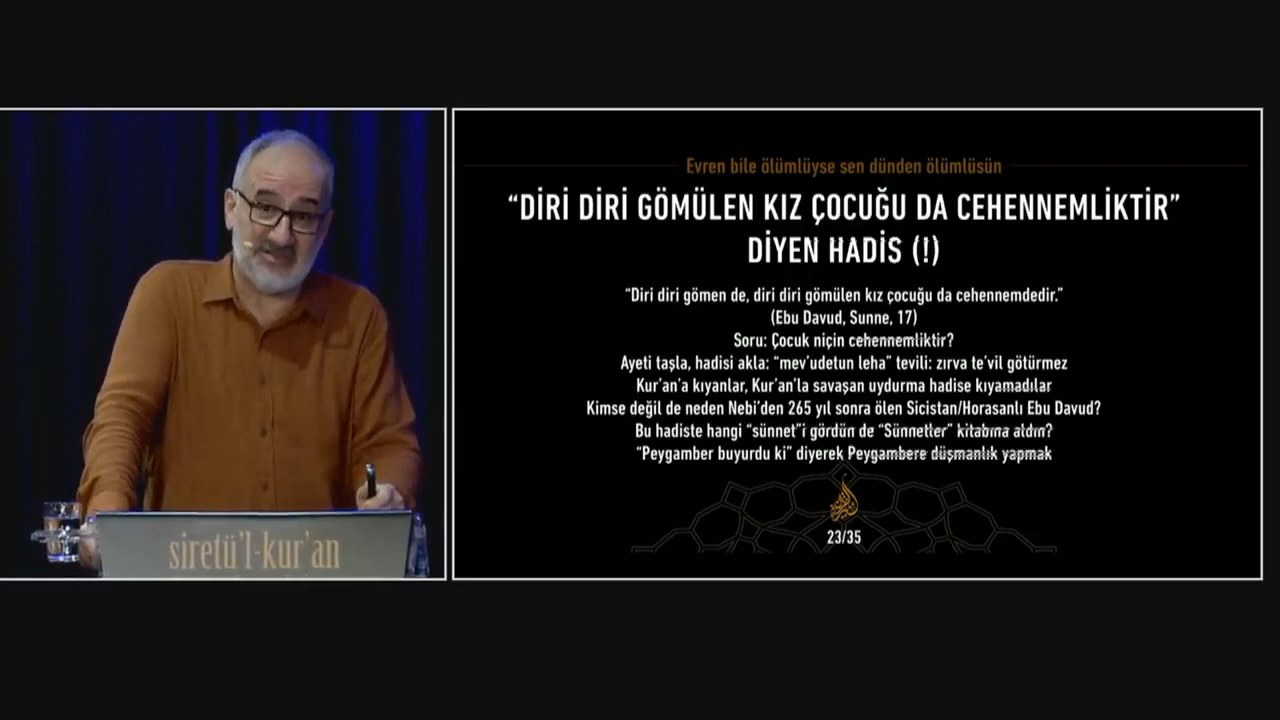 Evren bile ölümlüyse sen dünden ölümlüsün
“DİRİ DİRİ GÖMÜLEN KIZ ÇOCUĞU DA CEHENNEMLİKTİR”
DİYEN HADİS (!)
“Diri diri gömen de, diri diri gömülen kız çocuğu da cehennemdedir.”
(Ebu Davud, Sunne, 17)
Soru: Çocuk niçin cehennemliktir?
Ayeti taşla, hadisi akla: “mev’udetun leha” tevili: zırva te’vil götürmez
Kur’an’a kıyanlar, Kur’an’la savaşan uydurma hadise kıyamadılar
Kimse değil de neden Nebi’den 265 yıl sonra ölen Sicistan/Horasanlı Ebu Davud?
Bu hadiste hangi “sünnet”i gördün de “Sünnetler” kitabına aldın?
“Peygamber buyurdu ki” diyerek Peygambere düşmanlık yapmak
23/35
siretü’l-kur’an